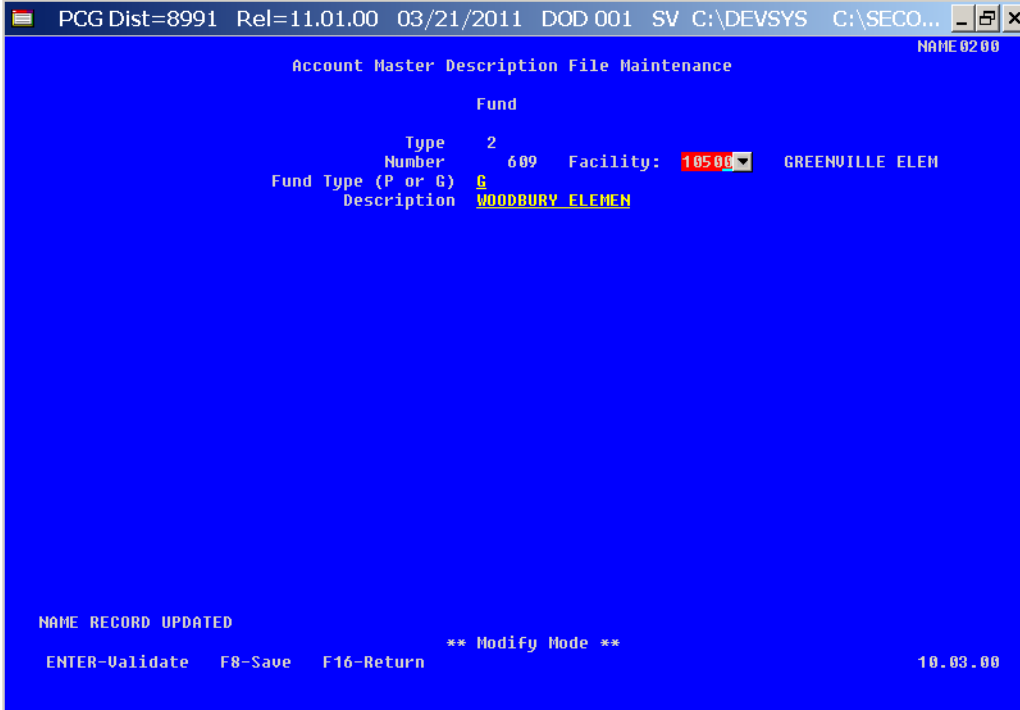 PCG Dist=8991 Rel=11.01.00 03/21/2011 DOD 001 SV C:\DEVSYS C:\SECO...
NAME0200
Account Master Description File Maintenance
Fund
Type 2
Number 609 Facility: 10500 GREENVILLE ELEM
Fund Type (P or G) G
Description WOODBURY ELEMEN
NAME RECORD UPDATED
** Modify Mode **
ENTER-Validate F8-Save F16-Return 10.03.00